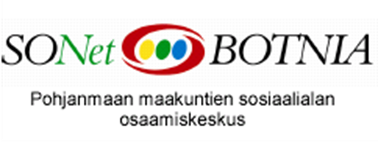 SONet BOTNIA
Pohjanmaan maakuntien sosiaalialan
osaamiskeskus